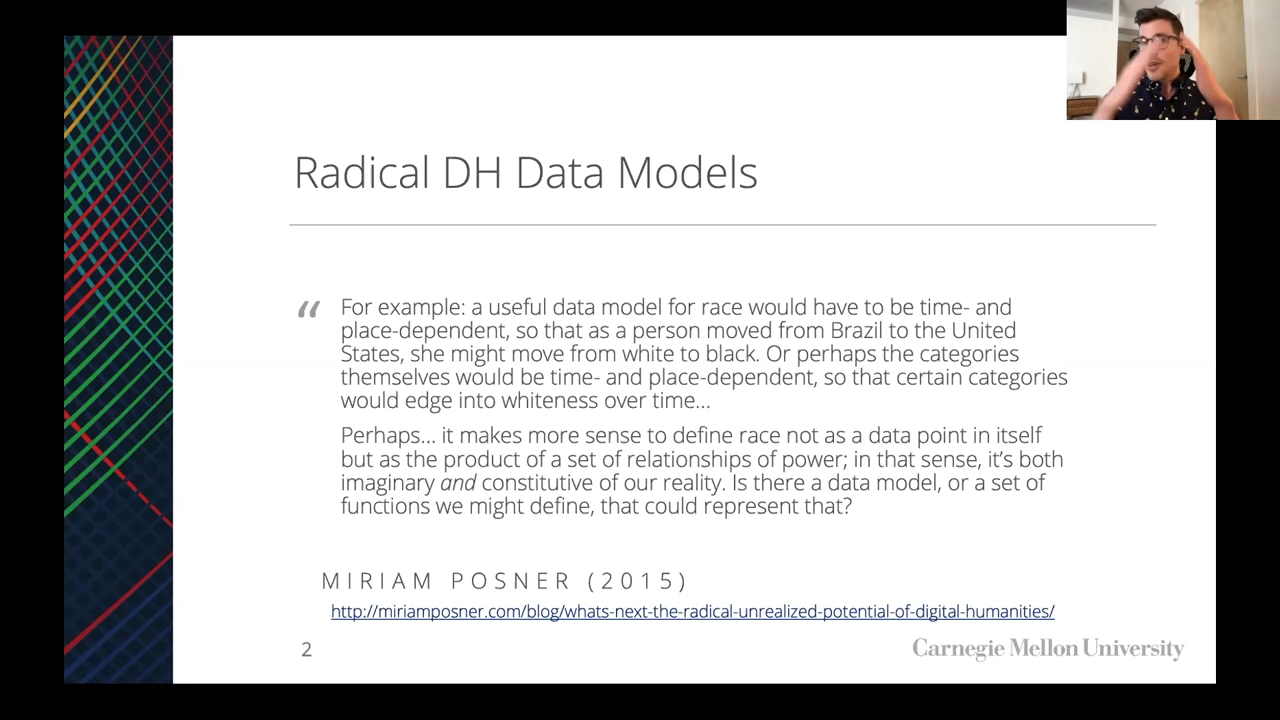 Radical DH Data Models
“ For example: a useful data model for race would have to be time- and
place-dependent, so that as a person moved from Brazil to the United
States, she might move from white to black. Or perhaps the categories
themselves would be time- and place-dependent, so that certain categories
would edge into whiteness over time…
Perhaps… it makes more sense to define race not as a data point in itself
but as the product of a set of relationships of power; in that sense, it’s both
imaginary and constitutive of our reality. Is there a data model, or a set of
functions we might define, that could represent that?
MIRIAM POSNER (2015)
http://miriamposner.com/blog/whats-next-the-radical-unrealized-potential-of-digital-humanities/
2
Carnegie Mellon University